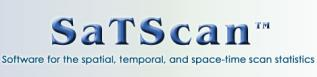 SaTScan™
Software for the spatial, temporal, and space-time scan statistics